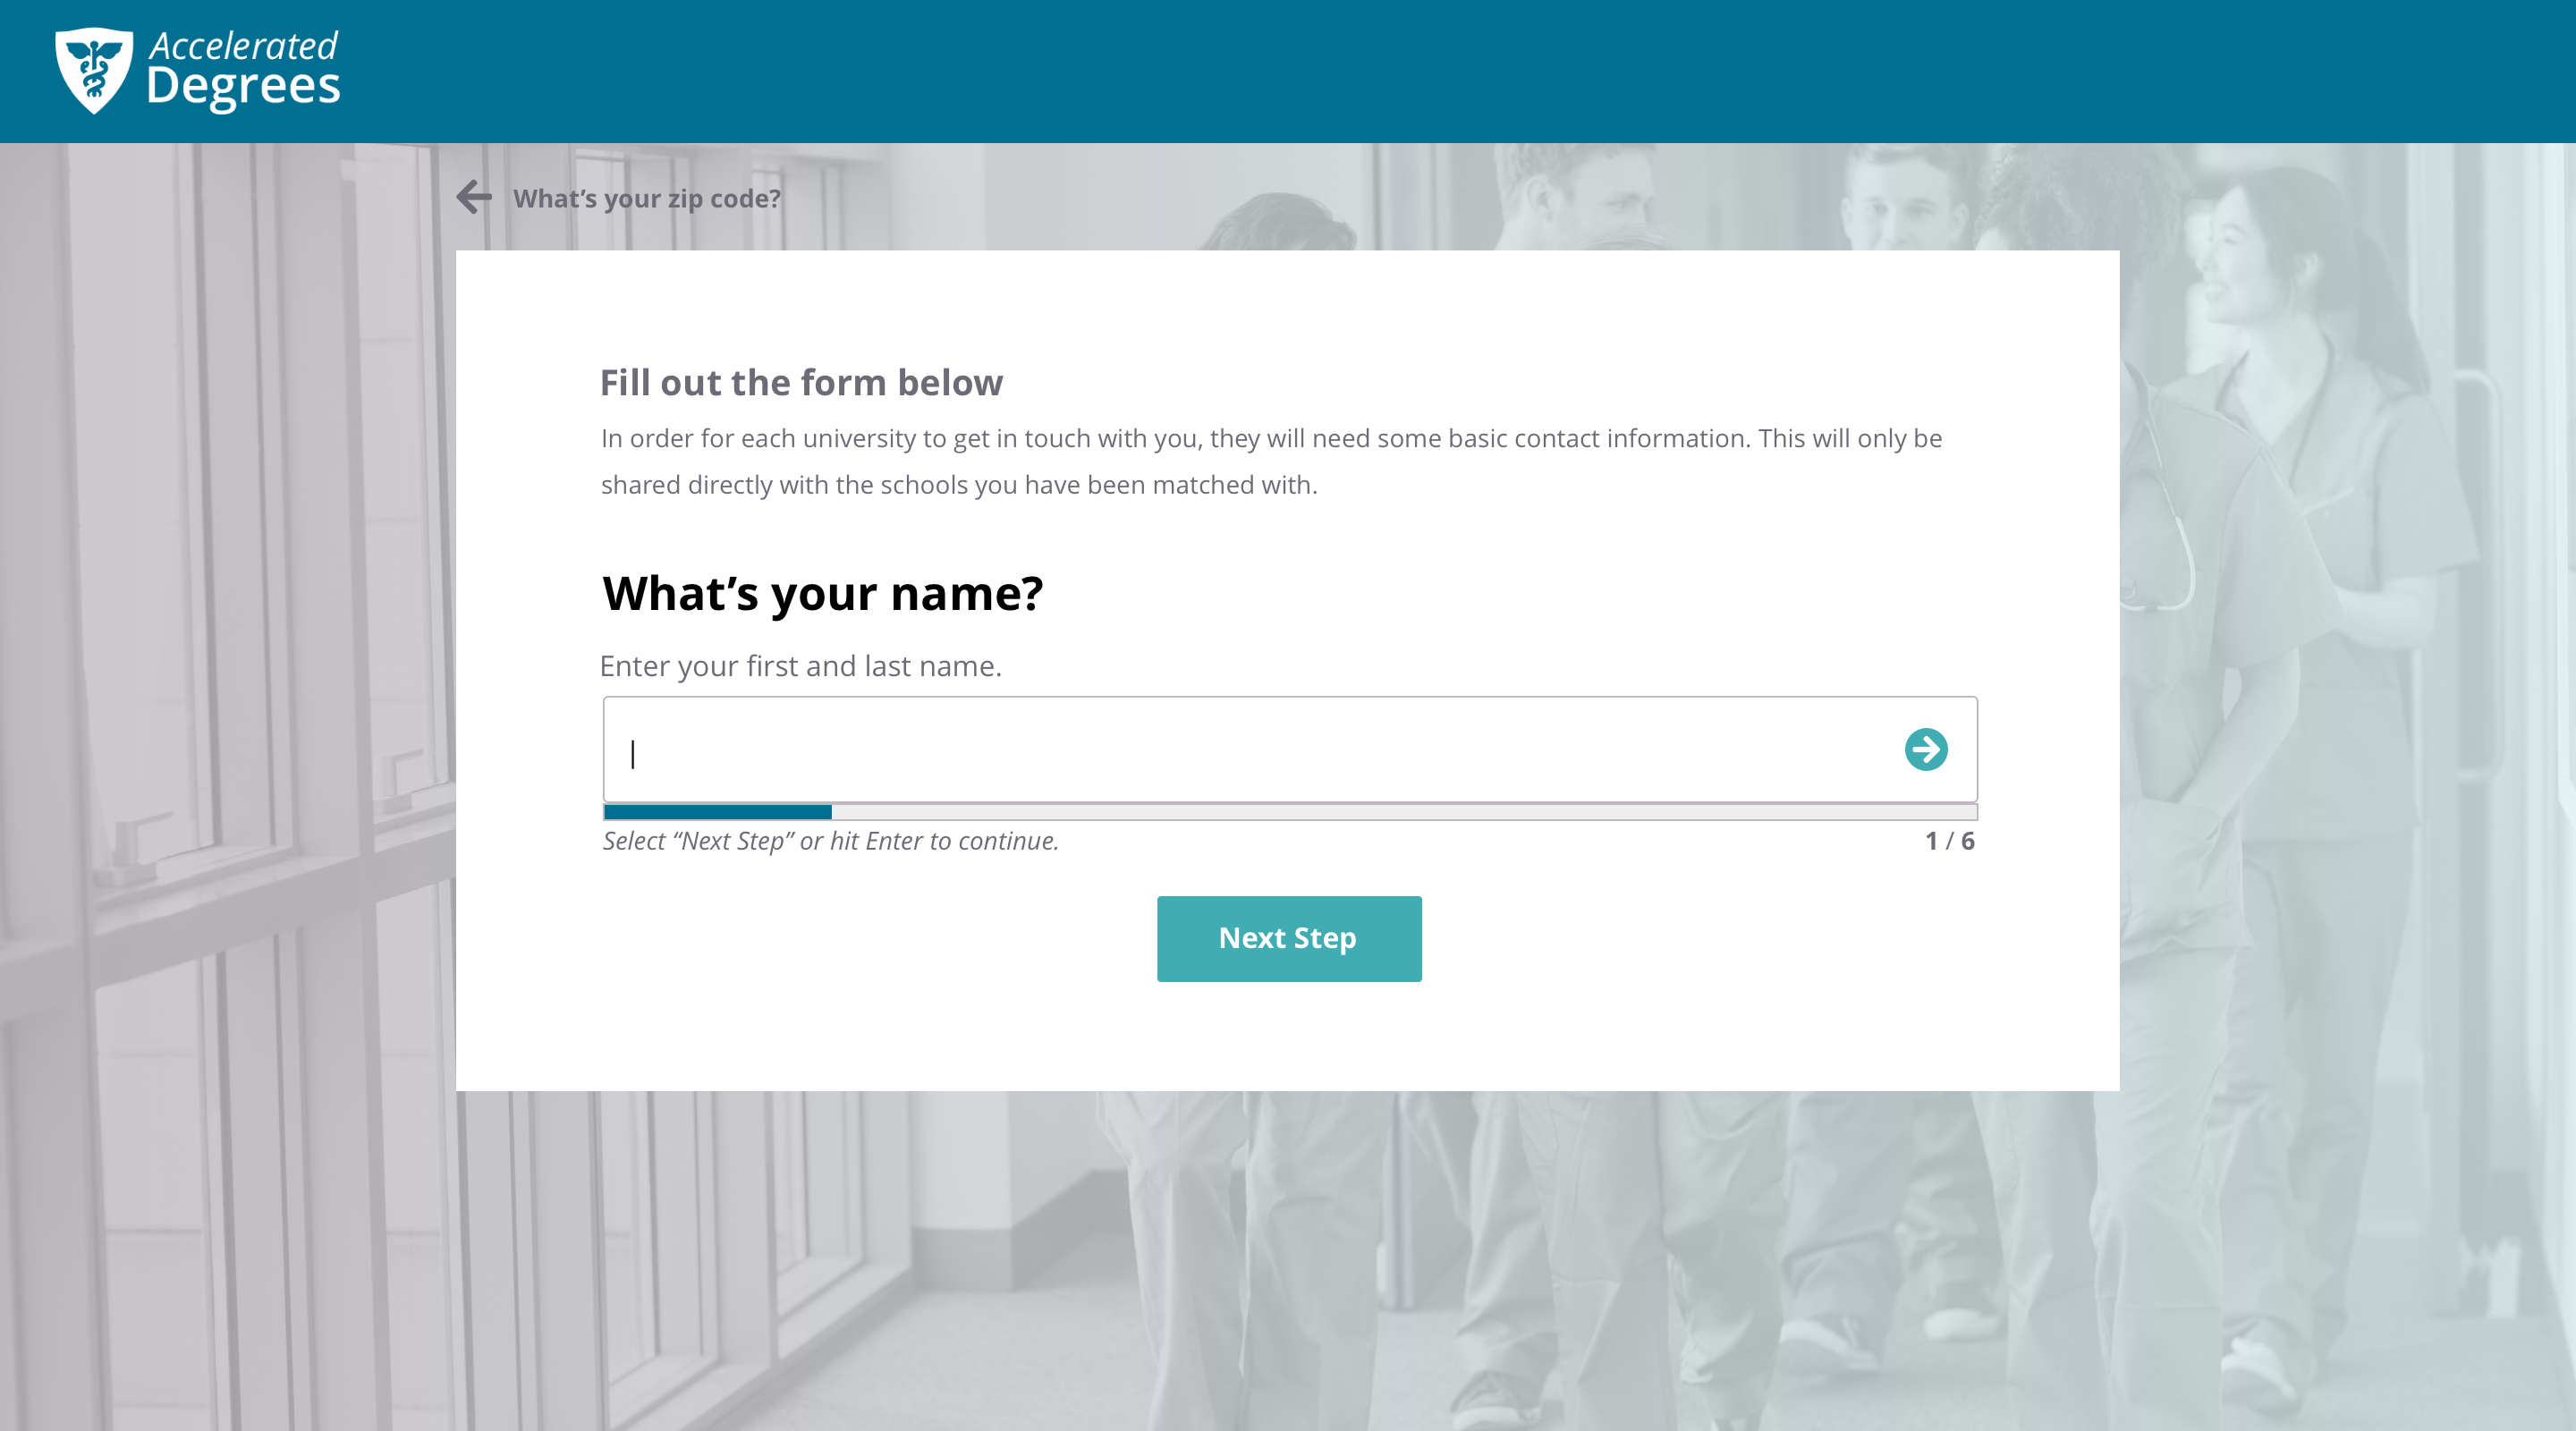 Accelerated
Degrees
What’s your zip code?
Fill out the form below
In order for each university to get in touch with you, they will need some basic contact information. This will only be
shared directly with the schools you have been matched with.
What’s your name?
Enter your first and last name.
Select “Next Step” or hit Enter to continue.
1 / 6
Next Step